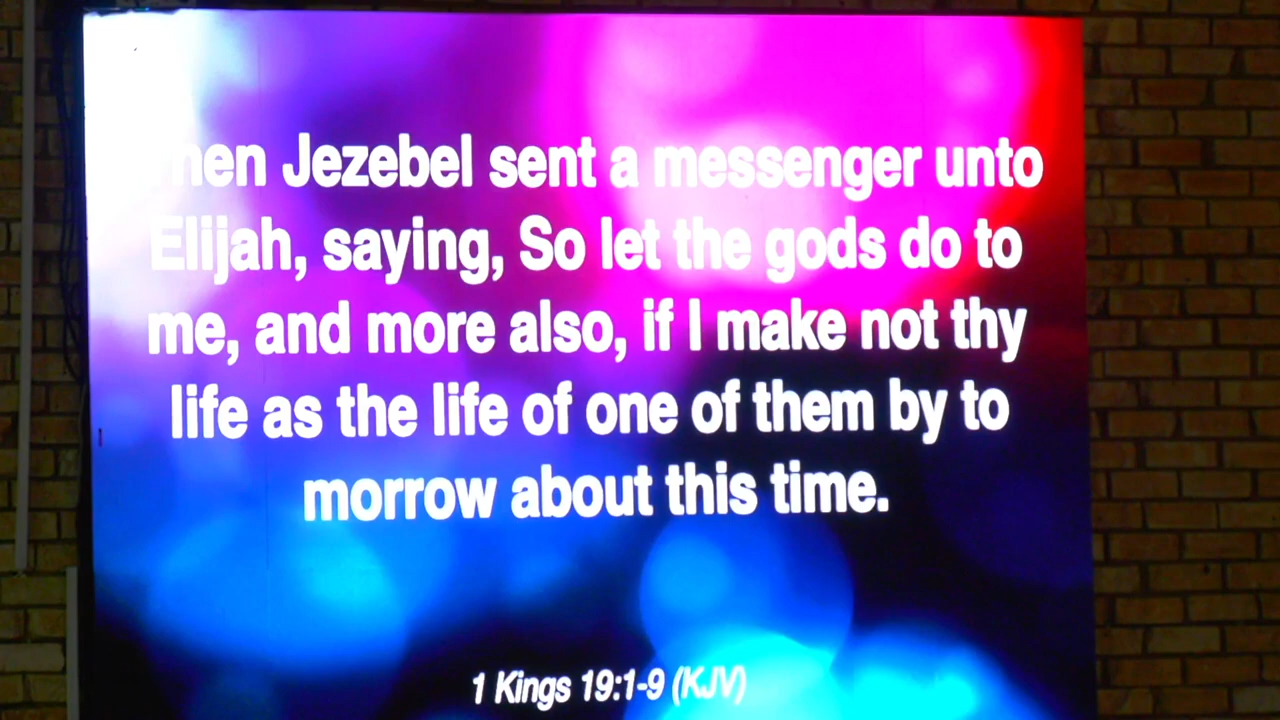 Then Jezebel sent a messenger unto
Elijah, saying, So let the gods do to
me, and more also, if I make not thy
life as the life of one of them by to
morrow about this time.
1 Kings 19:1-9 (KJV)